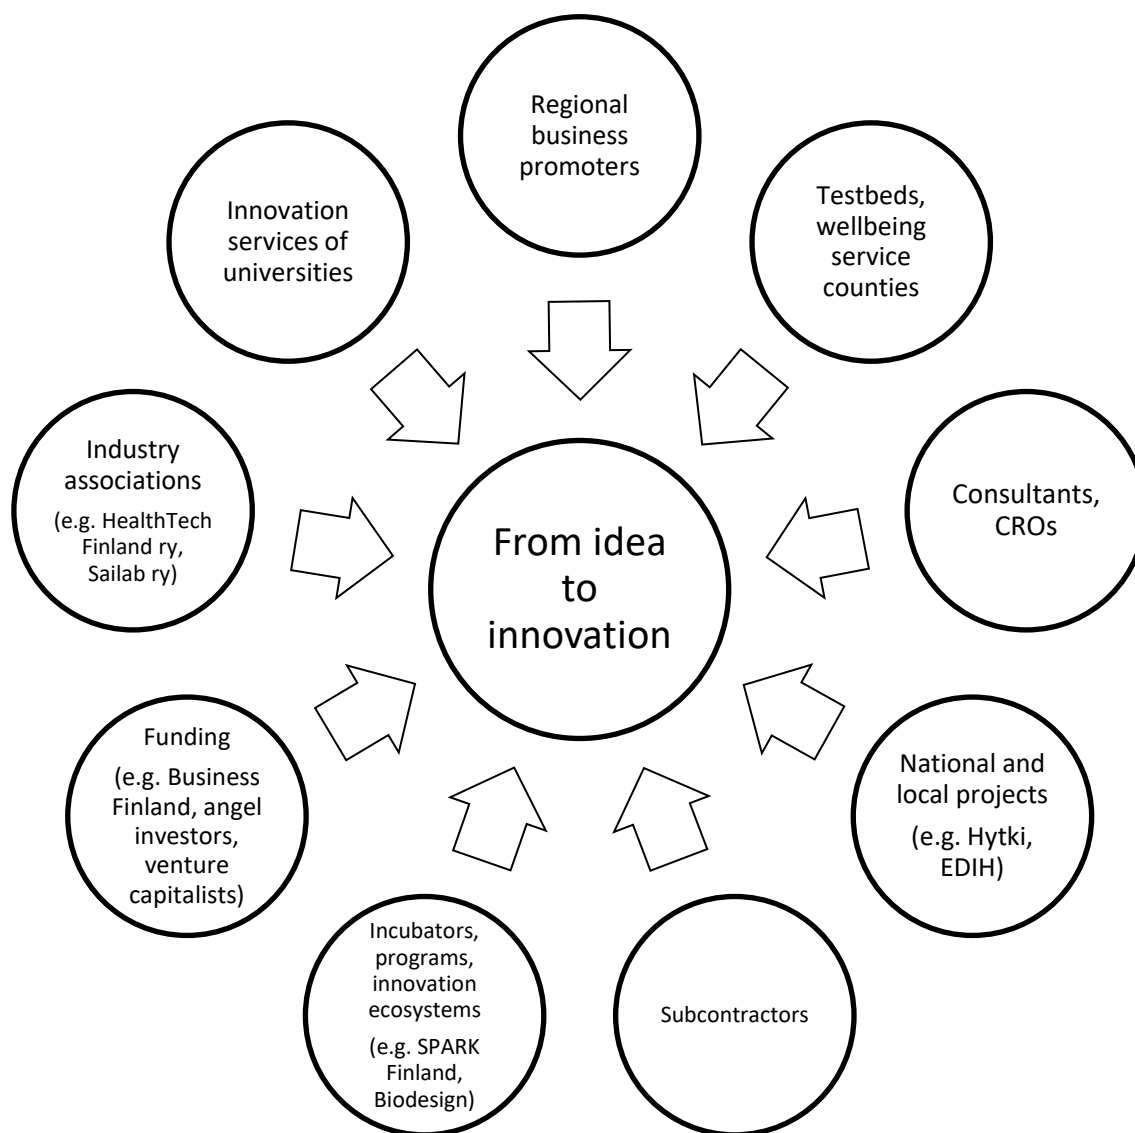 Regional
business
promoters
Testbeds,
wellbeing
service
counties
Consultants,
CROs
National and
local projects
(e.g. Hytki,
EDIH)
Subcontractors
Incubators,
programs,
innovation
ecosystems
(e.g. SPARK
Finland,
Biodesign)
Funding
(e.g. Business
Finland, angel
investors,
venture
capitalists)
Industry
associations
(e.g. HealthTech
Finland ry,
Sailab ry)
Innovation
services of
universities
From idea
to
innovation